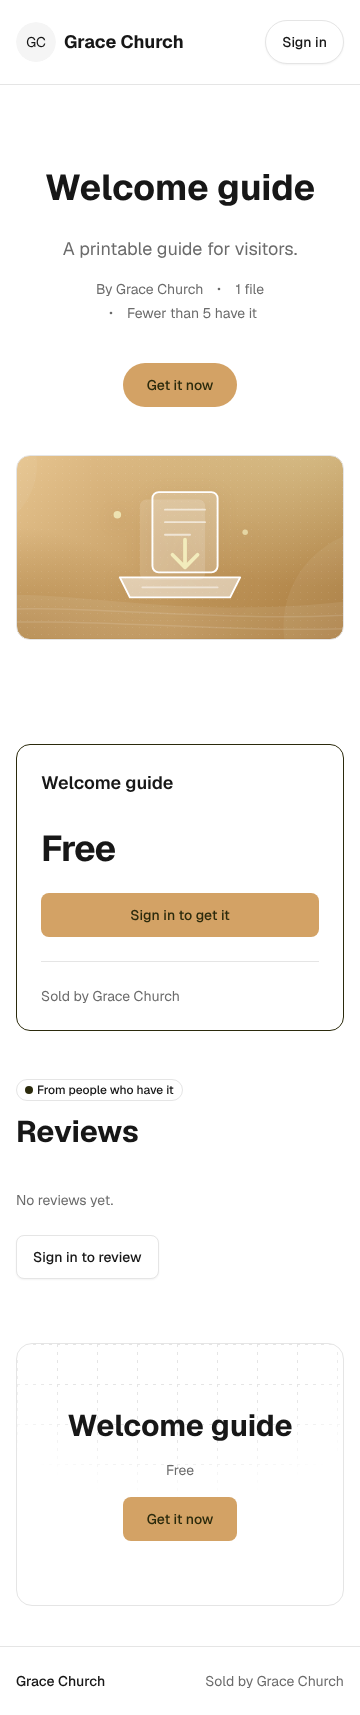 GC
Grace Church
Sign in
Welcome guide
A printable guide for visitors.
By Grace Church • 1 file
• Fewer than 5 have it
Get it now
Welcome guide
Free
Sign in to get it
Sold by Grace Church
From people who have it
Reviews
No reviews yet.
Sign in to review
Welcome guide
Free
Get it now
Grace Church
Sold by Grace Church